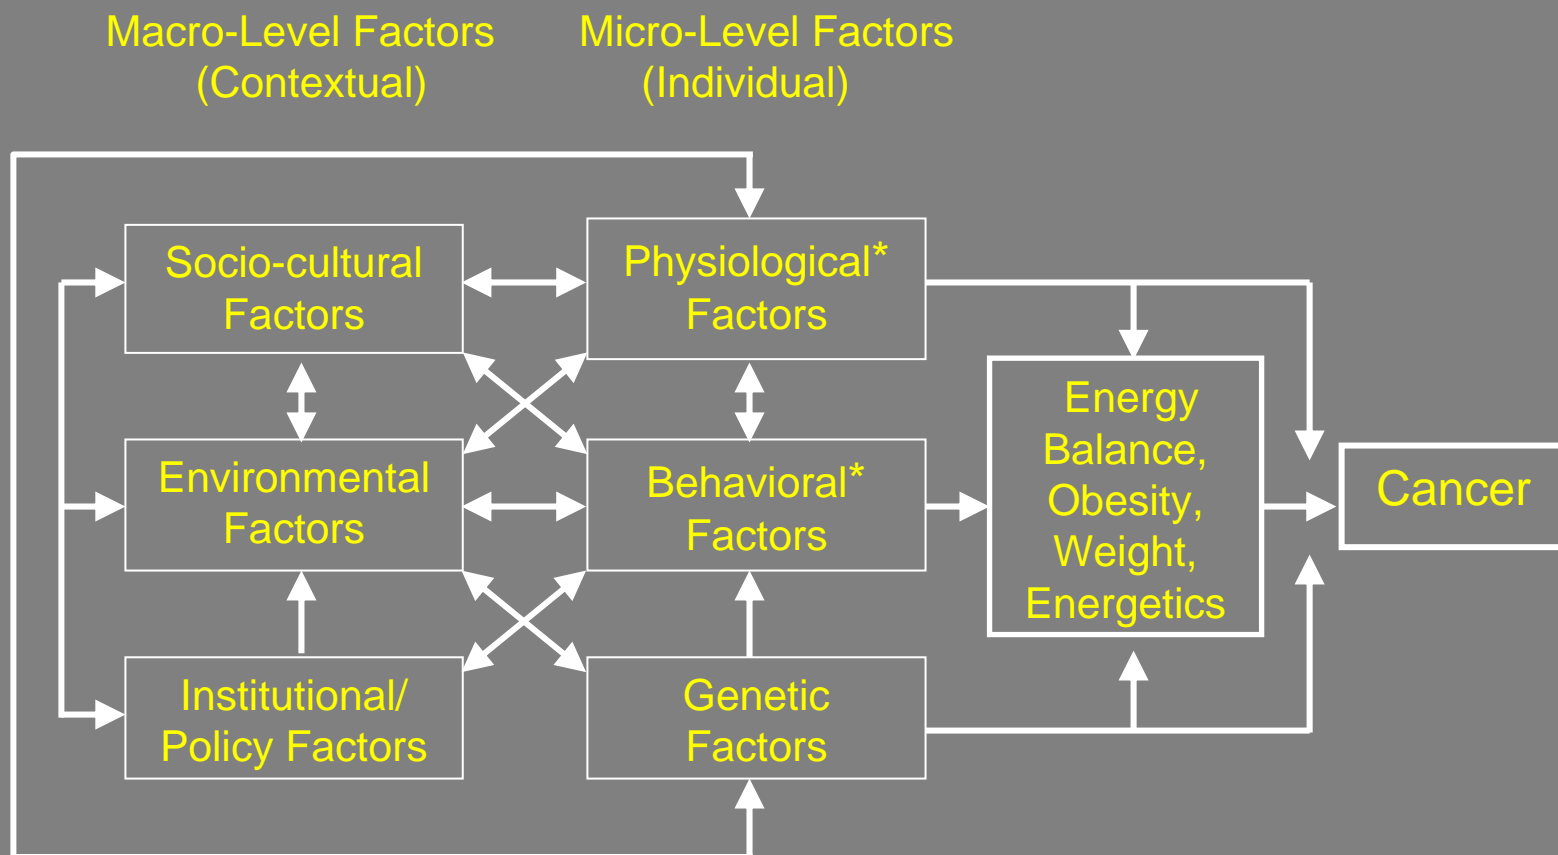 Macro-Level Factors
(Contextual)
Micro-Level Factors
(Individual)
Socio-cultural
Factors
Physiological*
Factors
Environmental
Factors
Behavioral*
Factors
Institutional/
Policy Factors
Genetic
Factors
Energy
Balance,
Obesity,
Weight,
Energetics
Cancer